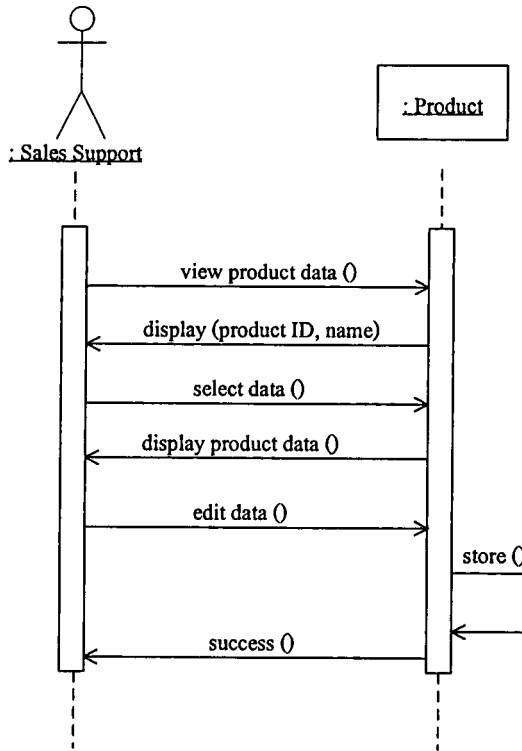 : Product
: Sales Support
view product data ()
display (product ID, name)
select data ()
display product data ()
edit data ()
store ()
success ()